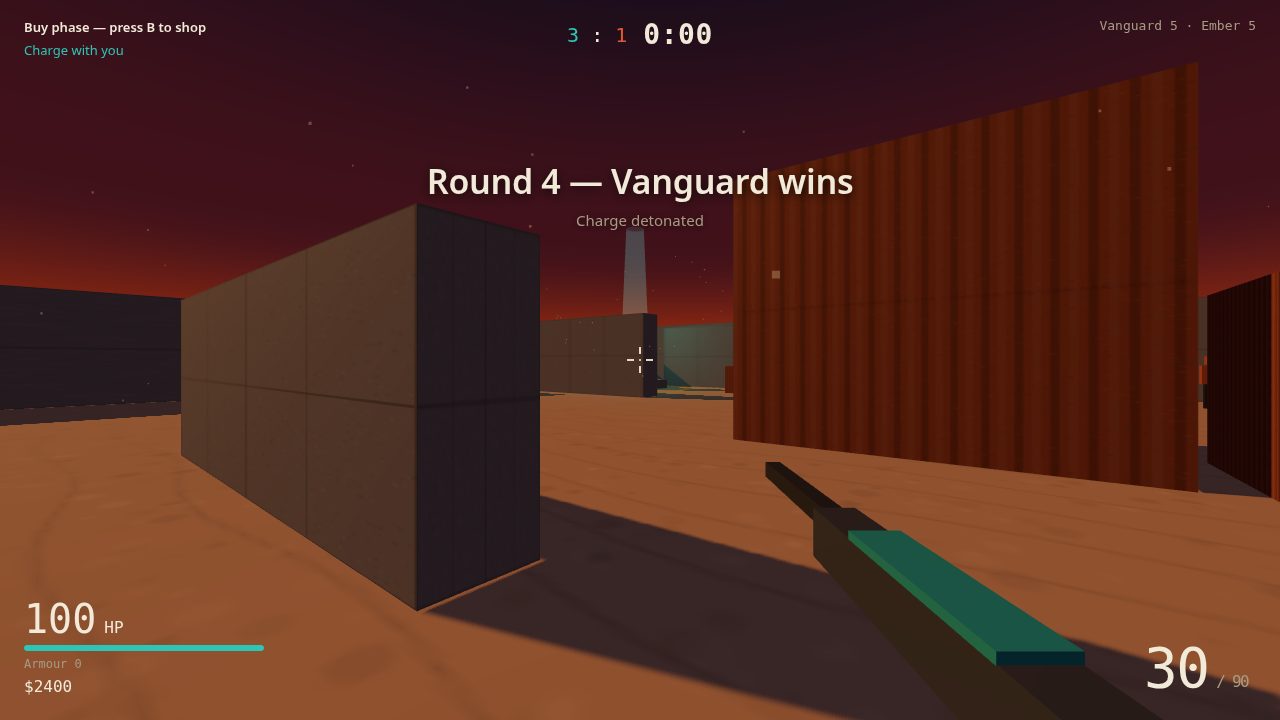 Buy phase — press B to shop
Charge with you
3 : 1 0:00
Vanguard 5 · Ember 5
Round 4 — Vanguard wins
Charge detonated
100 HP
Armour 0
$2400
30 / 90